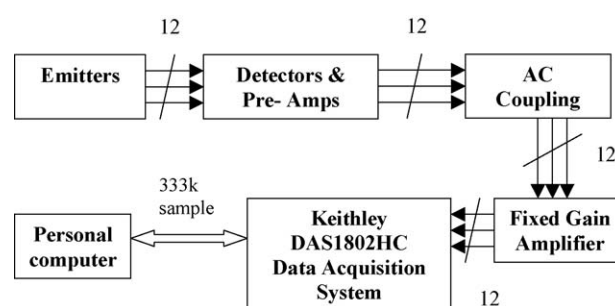 12
12
Emitters
Detectors &
Pre- Amps
AC
Coupling
12
333k
sample
Personal
computer
Keithley
DAS1802HC
Data Acquisition
System
Fixed Gain
Amplifier
12